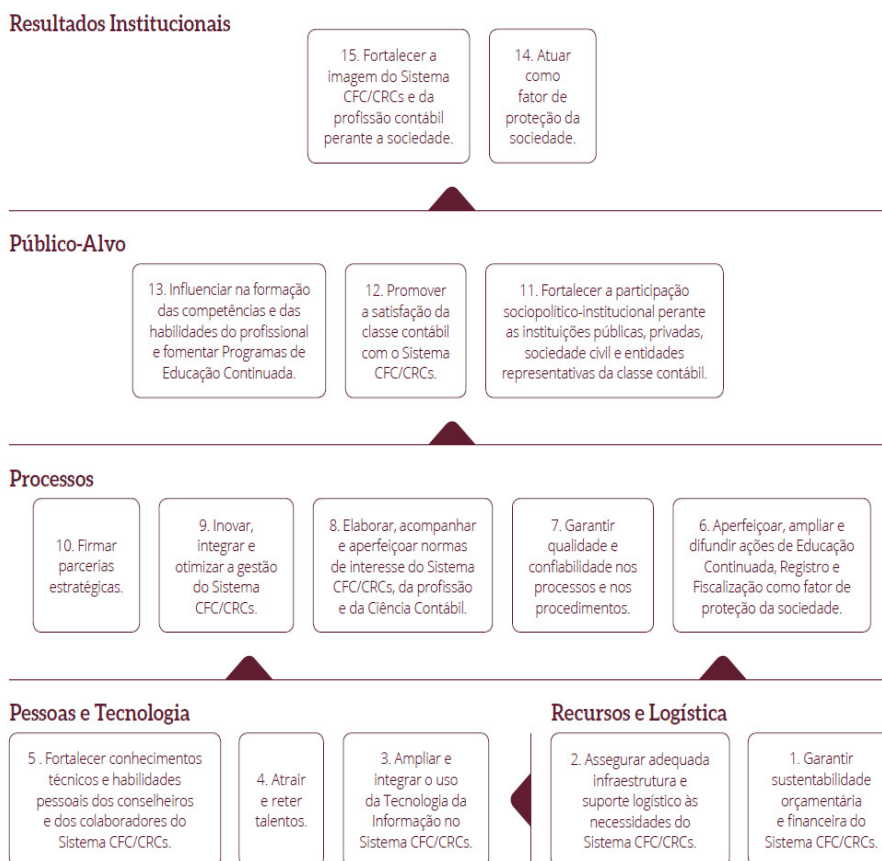 Resultados Institucionais
15. Fortalecer a
imagem do Sistema
CFC/CRCs e da
profissão contábil
perante a sociedade.
14. Atuar
como
fator de
proteção da
sociedade.
Público-Alvo
13. Influenciar na formação
das competências e das
habilidades do profissional
e fomentar Programas de
Educação Continuada.
12. Promover
a satisfação da
classe contábil
com o Sistema
CFC/CRCs.
11. Fortalecer a participação
sociopolítico-institucional perante
as instituições públicas, privadas,
sociedade civil e entidades
representativas da classe contábil.
Processos
10. Firmar
parcerias
estratégicas.
9. Inovar,
integrar e
otimizar a gestão
do Sistema
CFC/CRCs.
8. Elaborar, acompanhar
e aperfeiçoar normas
de interesse do Sistema
CFC/CRCs, da profissão
e da Ciência Contábil.
7. Garantir
qualidade e
confiabilidade nos
processos e nos
procedimentos.
6. Aperfeiçoar, ampliar e
difundir ações de Educação
Continuada, Registro e
Fiscalização como fator de
proteção da sociedade.
Pessoas e Tecnologia
5 . Fortalecer conhecimentos
técnicos e habilidades
pessoais dos conselheiros
e dos colaboradores do
Sistema CFC/CRCs.
4. Atrair
e reter
talentos.
3. Ampliar e
integrar o uso
da Tecnologia da
Informação no
Sistema CFC/CRCs.
Recursos e Logística
2. Assegurar adequada
infraestrutura e
suporte logístico às
necessidades do
Sistema CFC/CRCs.
1. Garantir
sustentabilidade
orçamentária
e financeira do
Sistema CFC/CRCs.